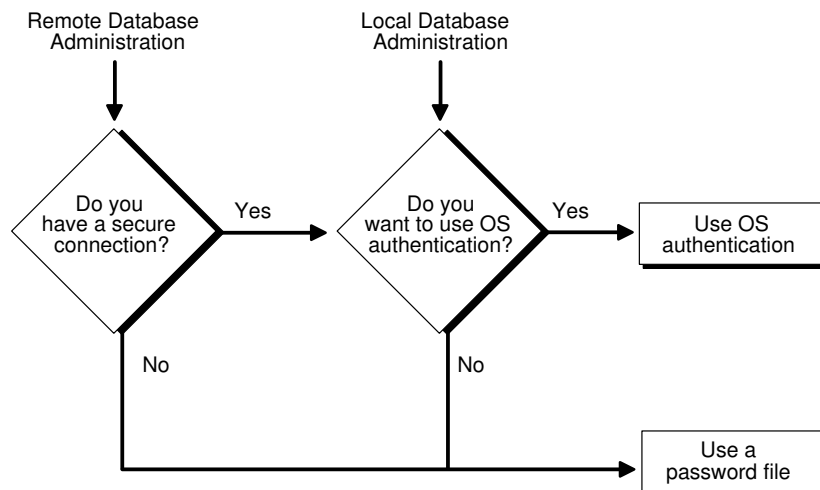 Remote Database
Administration
Local Database
Administration
Do you
have a secure
connection?
Yes
Do you
want to use OS
authentication?
Yes
Use OS
authentication
No
No
Use a
password file